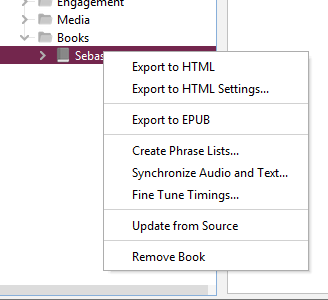 Engagement
Media
Books
Sebas
Export to HTML
Export to HTML Settings...
Export to EPUB
Create Phrase Lists...
Synchronize Audio and Text...
Fine Tune Timings...
Update from Source
Remove Book